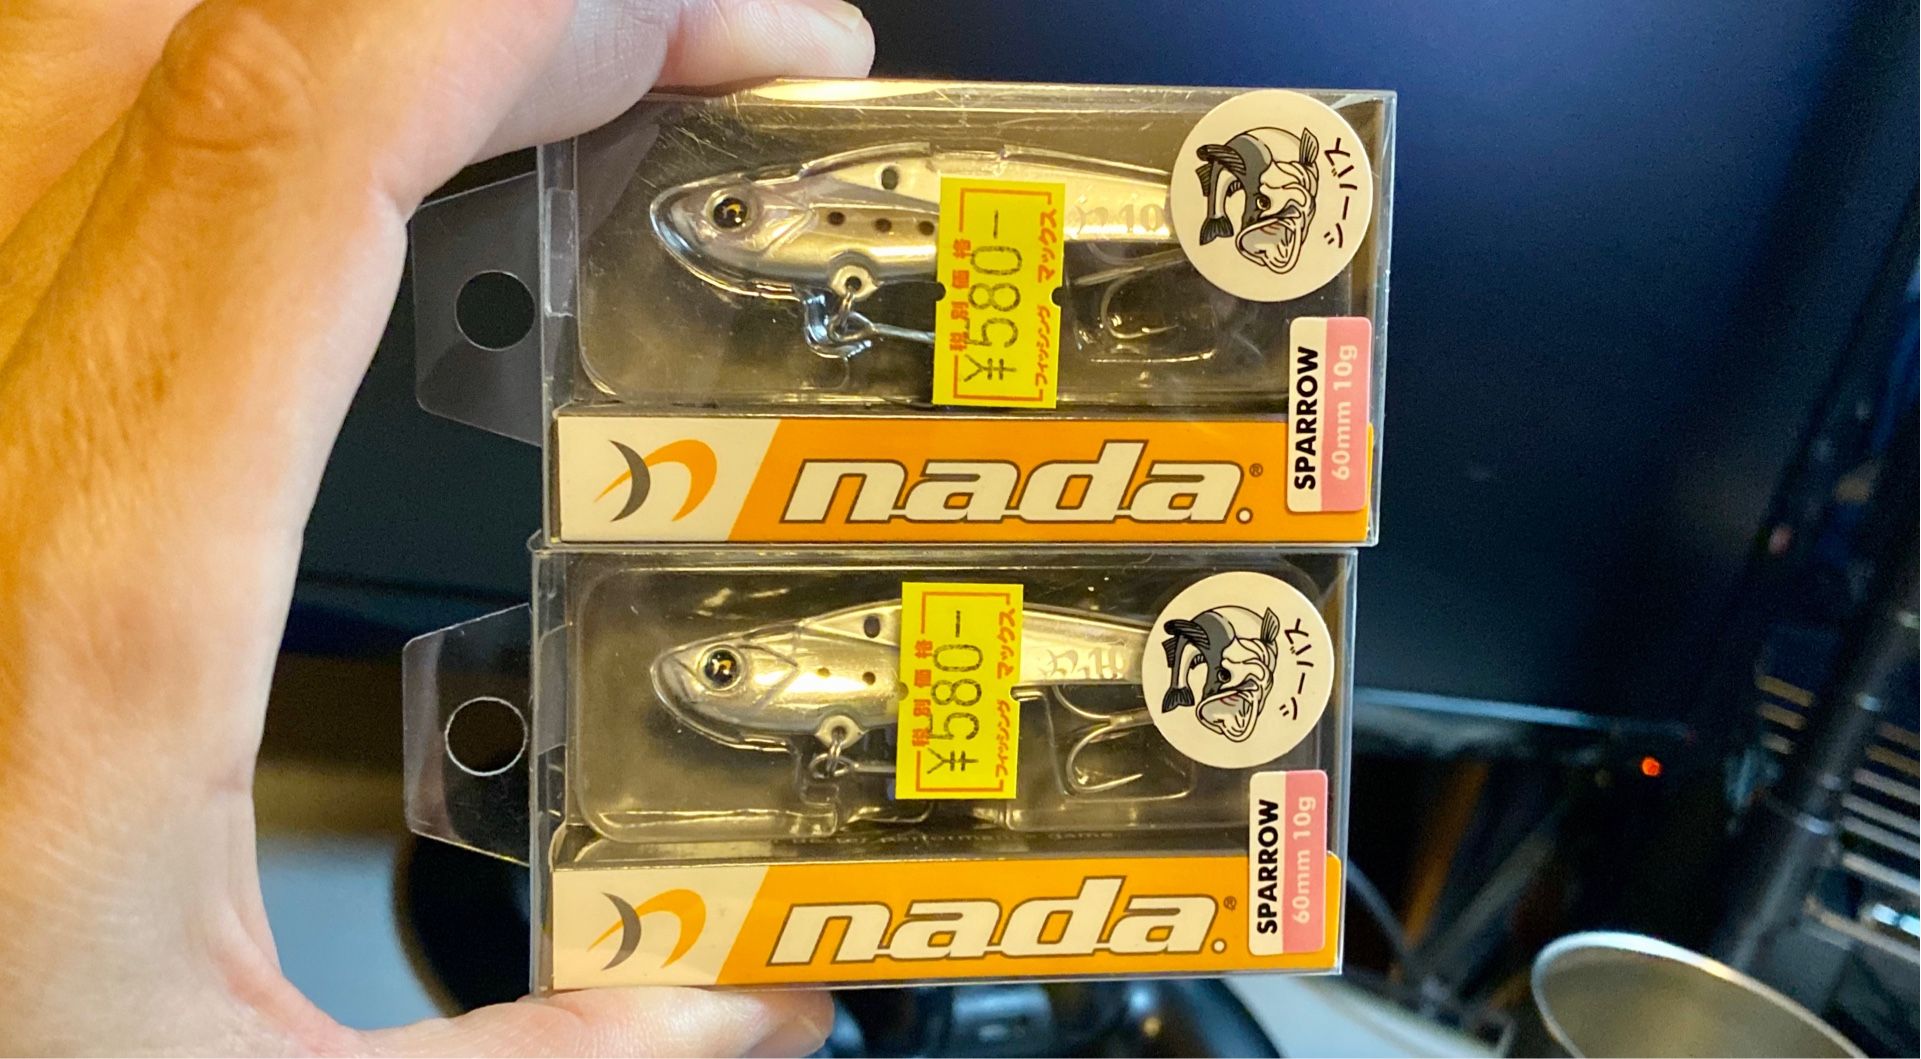 シーバス
税別価格
¥580-
フィッシング マックス
SPARROW
60mm 10g
nada.®
シーバス
税別価格
¥580-
フィッシング マックス
SPARROW
60mm 10g
nada.®